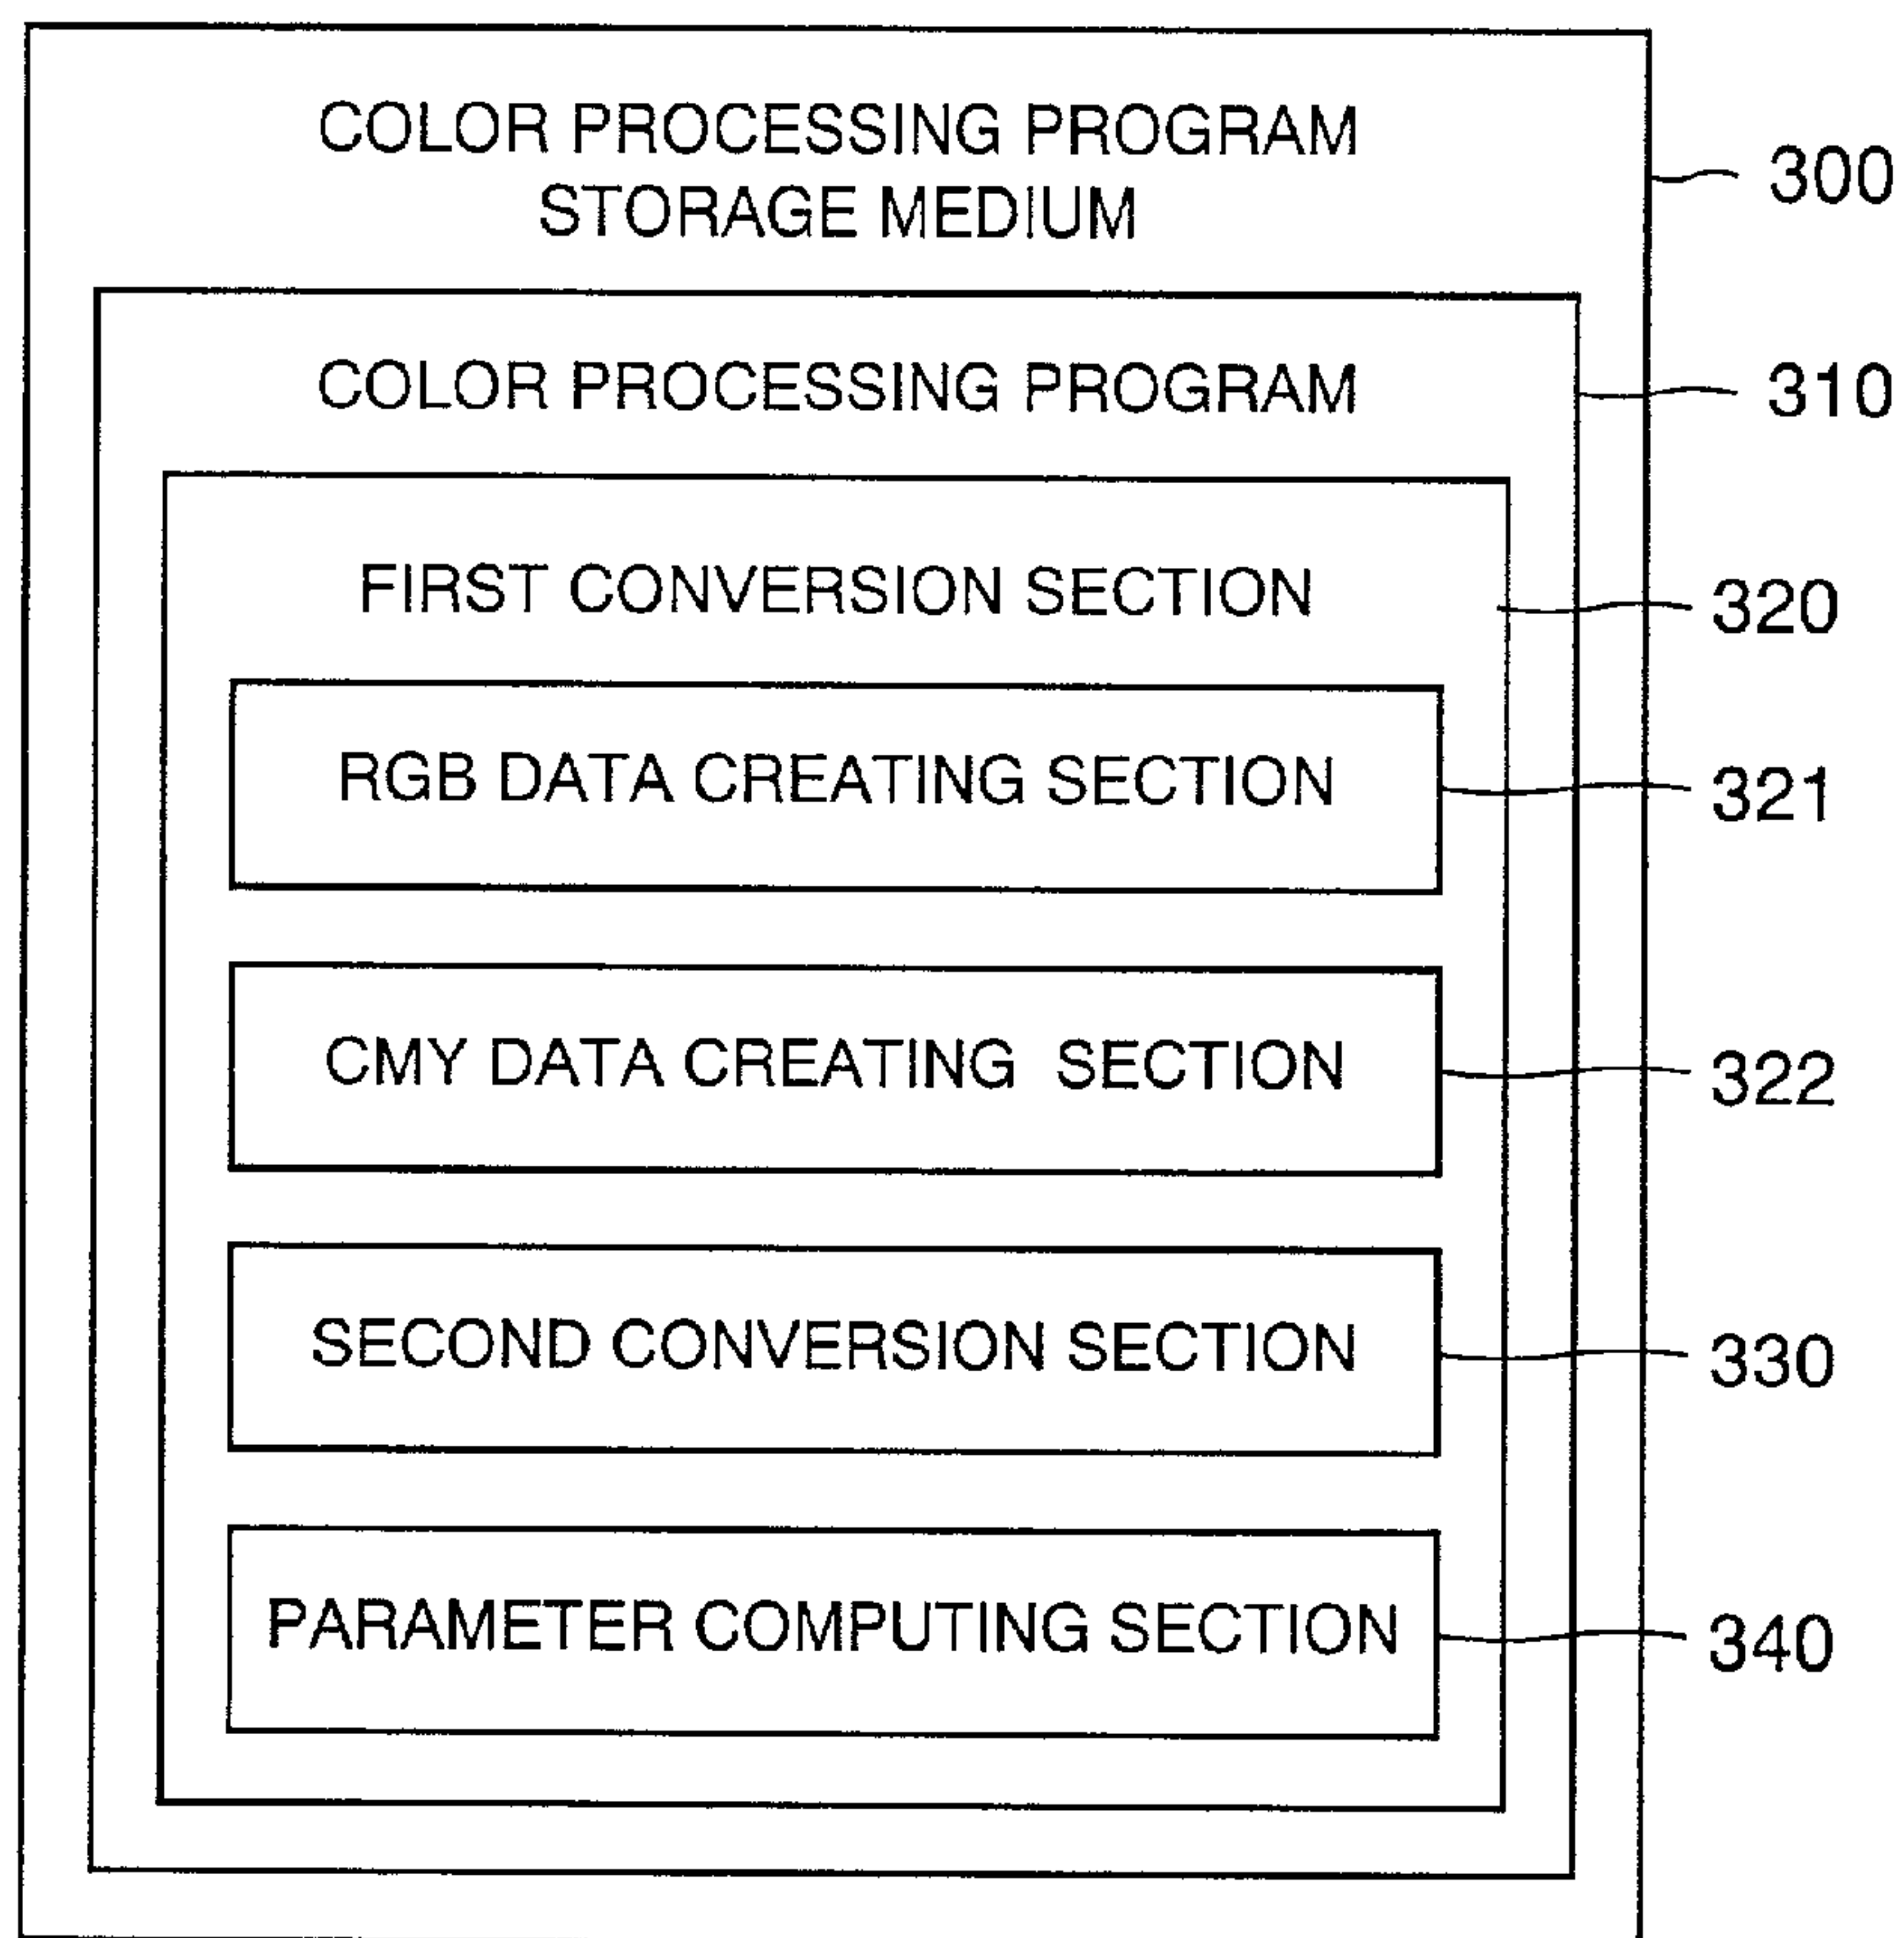 COLOR PROCESSING PROGRAM
STORAGE MEDIUM
300
COLOR PROCESSING PROGRAM
310
FIRST CONVERSION SECTION
320
RGB DATA CREATING SECTION
321
CMY DATA CREATING SECTION
322
SECOND CONVERSION SECTION
330
PARAMETER COMPUTING SECTION
340